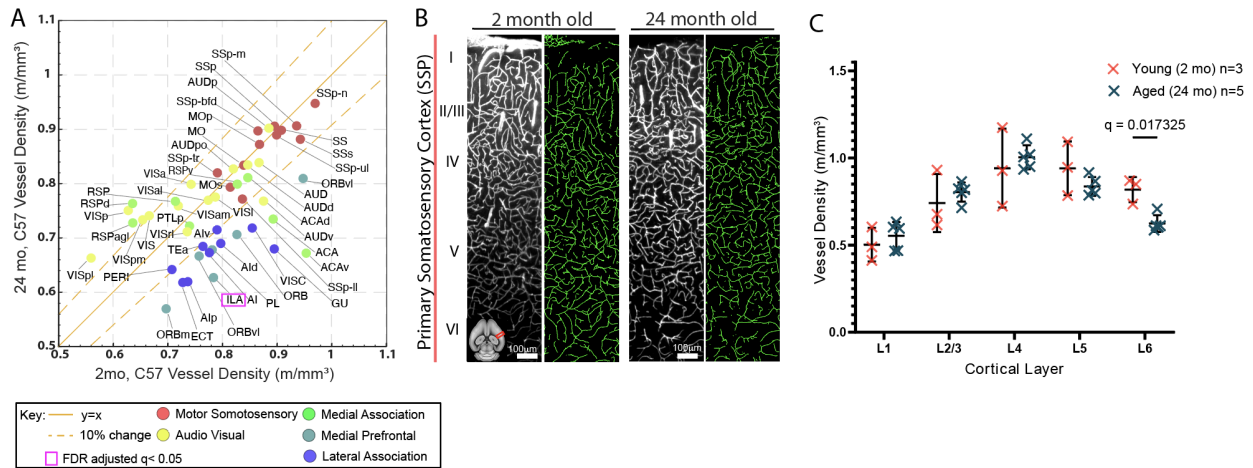 A
24 mo, C57 Vessel Density (m/mm³)
1.1
1
0.9
0.8
0.7
0.6
0.5
0.5
0.6
0.7
0.8
0.9
1
1.1
2mo, C57 Vessel Density (m/mm³)
SSp-m
SSp
AUDp
SSp-bfd
MOp
MO
AUDpo
SSp-tr
RSPv
VISa
MOs
VISal
RSP
RSPd
VISp
RSPagl
VISpl
VIS
VISpm
PTLp
VISrl
VISam
AIv
VISl
TEa
PERI
SSp-n
SS
SSs
SSp-ul
ORBvl
AUD
AUDd
ACAd
AUDv
ACA
ACAv
SSp-ll
GU
VISC
ORB
AId
PL
ILA
AI
ORBvl
AIp
ECT
ORBm
Key:
y=x
10% change
FDR adjusted q< 0.05
Motor Somotosensory
Audio Visual
Medial Association
Medial Prefrontal
Lateral Association
B
2 month old
24 month old
Primary Somatosensory Cortex (SSP)
I
II/III
IV
V
VI
100µm
100µm
C
Young (2 mo) n=3
Aged (24 mo) n=5
q = 0.017325
Vessel Density (m/mm³)
1.5
1.0
0.5
0.0
L1
L2/3
L4
L5
L6
Cortical Layer